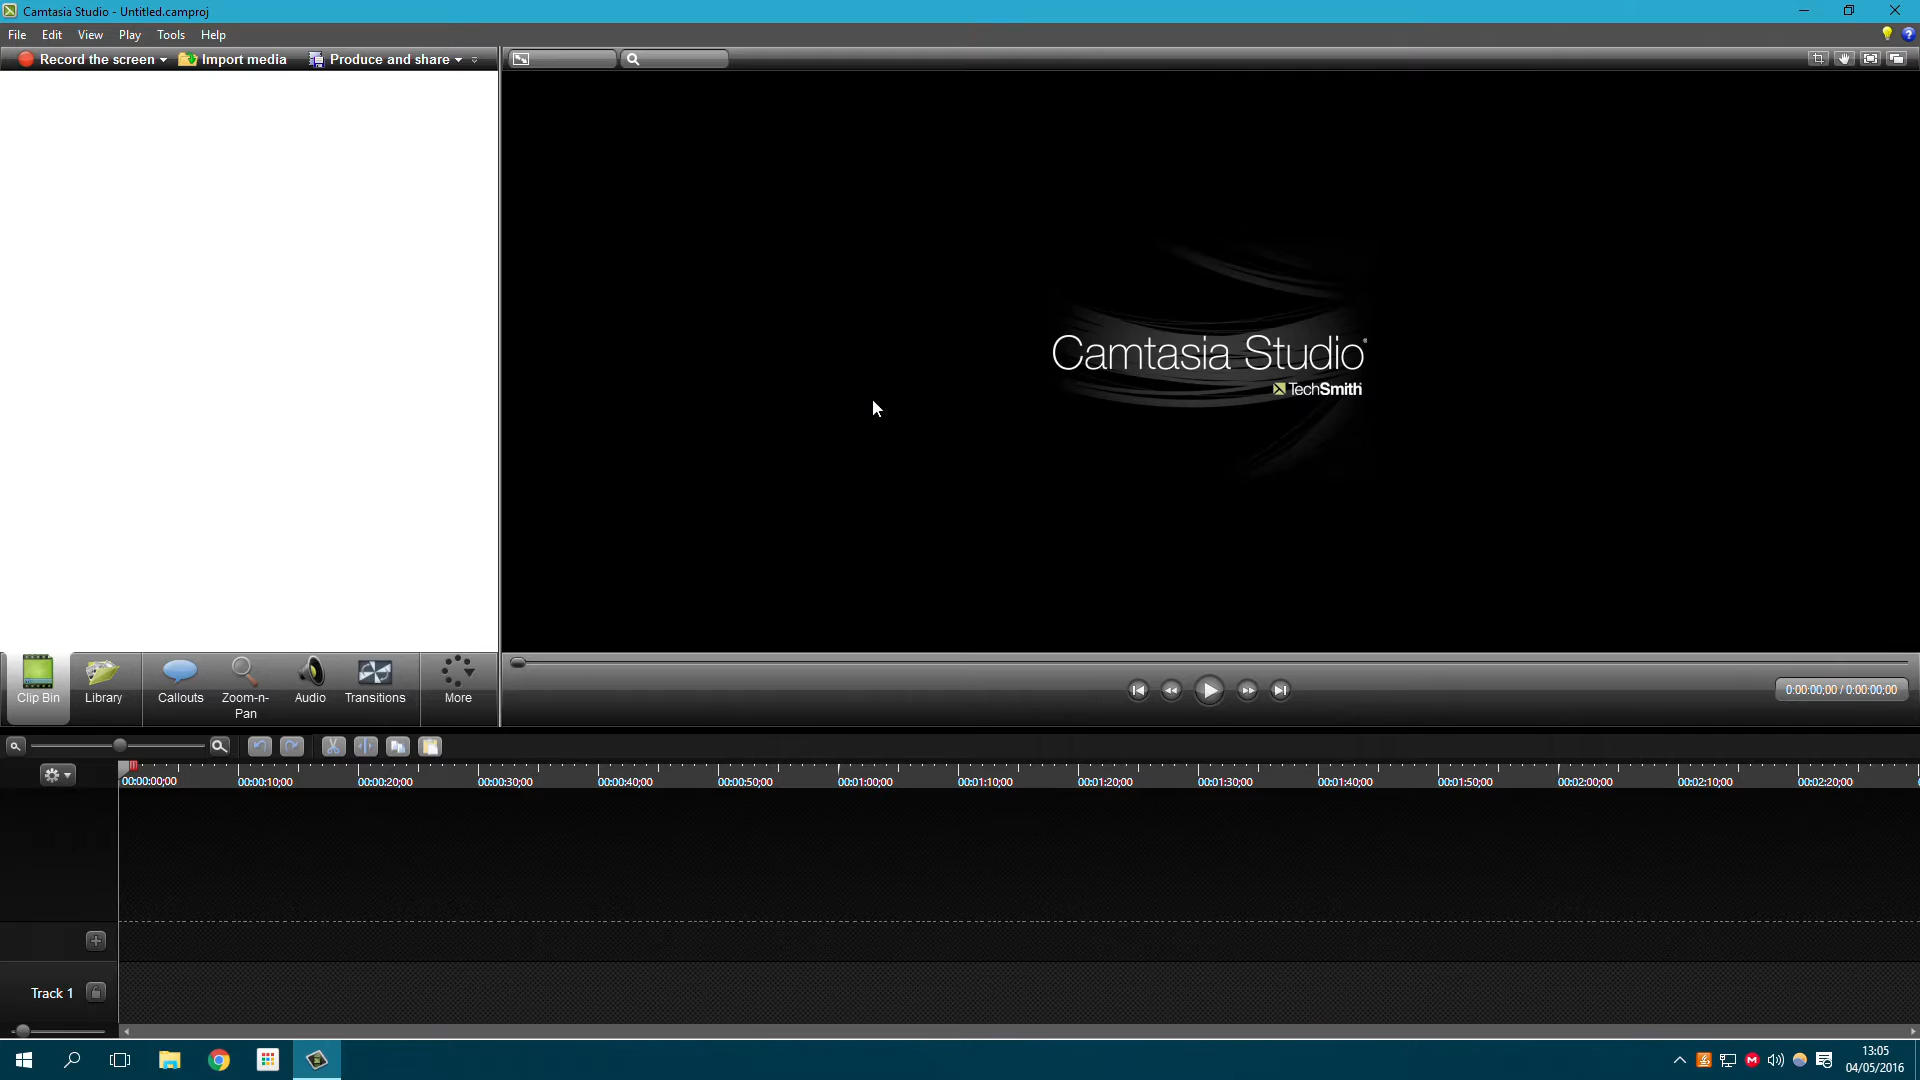 Camtasia Studio - Untitled.camproj
File Edit View Play Tools Help
Record the screen Import media Produce and share
Camtasia Studio
TechSmith
Clip Bin Library Callouts Zoom-n-Pan Audio Transitions More
0:00:00;00 / 0:00:00;00
00:00:00;00 00:00:10;00 00:00:20;00 00:00:30;00 00:00:40;00 00:00:50;00 00:01:00;00 00:01:10;00 00:01:20;00 00:01:30;00 00:01:40;00 00:01:50;00 00:02:00;00 00:02:10;00 00:02:20;00
Track 1
13:05
04/05/2016